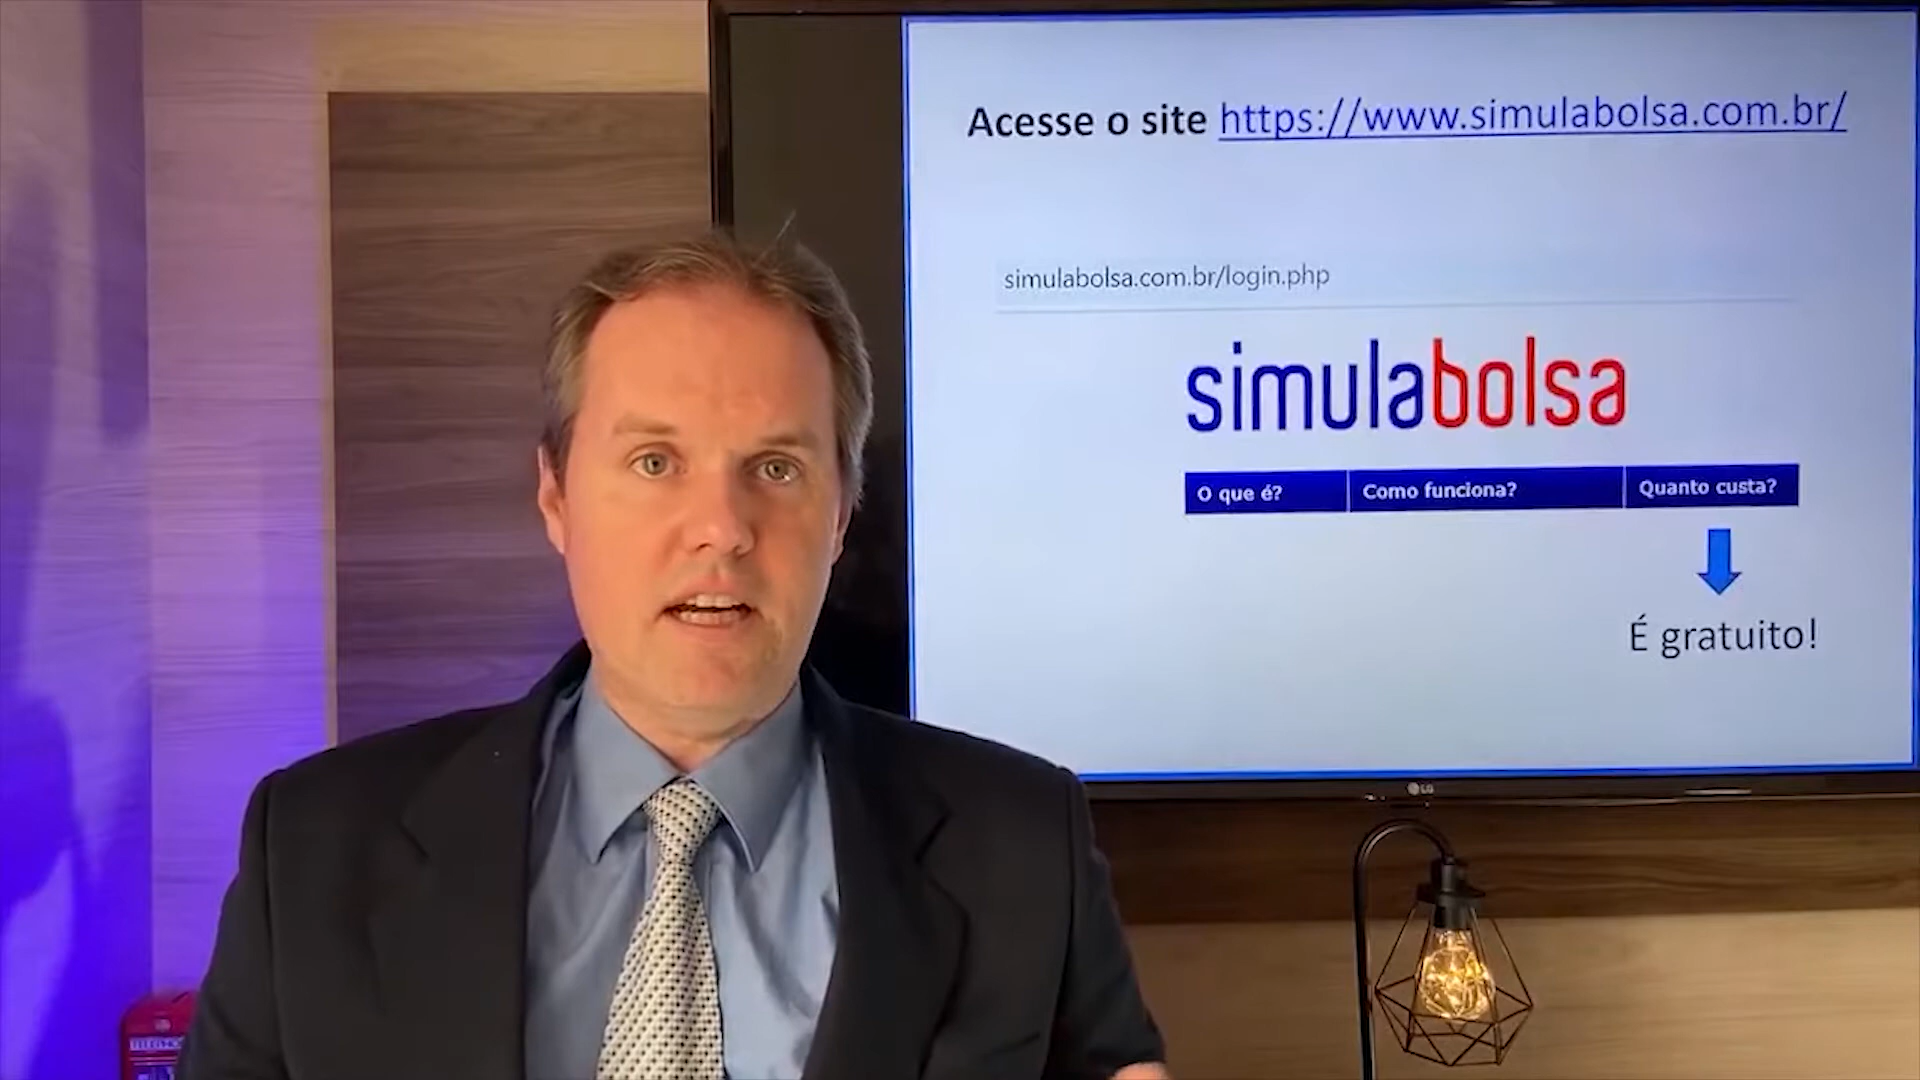 Acesse o site https://www.simulabolsa.com.br/
simulabolsa.com.br/login.php
simulabolsa
O que é? Como funciona? Quanto custa?
É gratuito!
LG